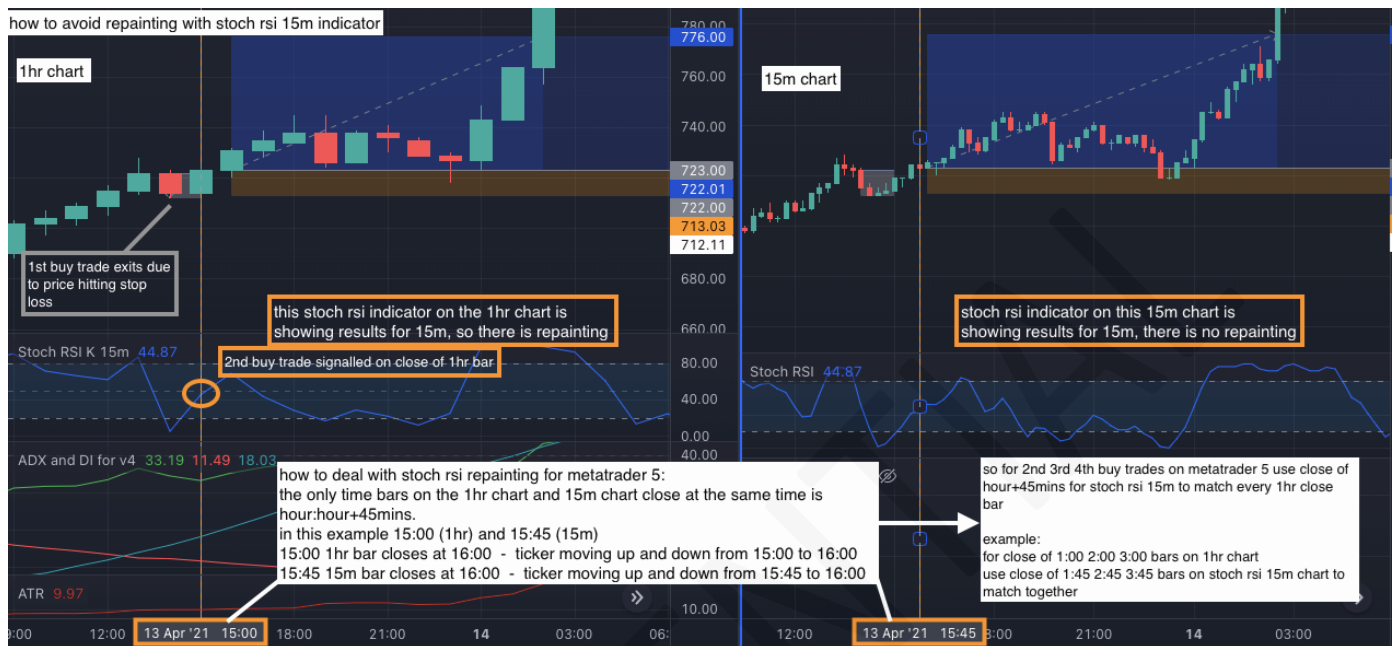 how to avoid repainting with stoch rsi 15m indicator
1hr chart
1st buy trade exits due
to price hitting stop
loss
this stoch rsi indicator on the 1hr chart is
showing results for 15m, so there is repainting
Stoch RSI K 15m 44.87
2nd buy trade signalled on close of 1hr bar
ADX and DI for v4 33.19 11.49 18.03
ATR 9.97
780.00
776.00
760.00
740.00
723.00
722.01
722.00
713.03
712.11
680.00
660.00
80.00
40.00
0.00
40.00
10.00
how to deal with stoch rsi repainting for metatrader 5:
the only time bars on the 1hr chart and 15m chart close at the same time is
hour:hour+45mins.
in this example 15:00 (1hr) and 15:45 (15m)
15:00 1hr bar closes at 16:00 - ticker moving up and down from 15:00 to 16:00
15:45 15m bar closes at 16:00 - ticker moving up and down from 15:45 to 16:00
12:00 13 Apr '21 15:00 18:00 21:00 14 03:00
15m chart
stoch rsi indicator on this 15m chart is
showing results for 15m, there is no repainting
Stoch RSI 44.87
so for 2nd 3rd 4th buy trades on metatrader 5 use close of
hour+45mins for stoch rsi 15m to match every 1hr close
bar
example:
for close of 1:00 2:00 3:00 bars on 1hr chart
use close of 1:45 2:45 3:45 bars on stoch rsi 15m chart to
match together
12:00 13 Apr '21 15:45 21:00 14 03:00